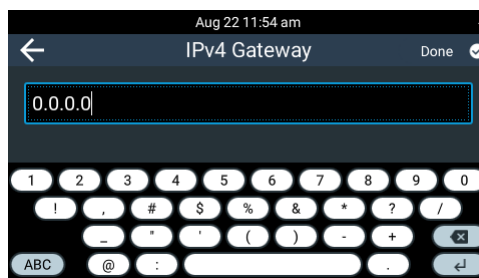 Aug 22 11:54 am
IPv4 Gateway Done
0.0.0.0
1 2 3 4 5 6 7 8 9 0
! , # $ % & * ? /
_ " ' ( ) - +
ABC @ : .